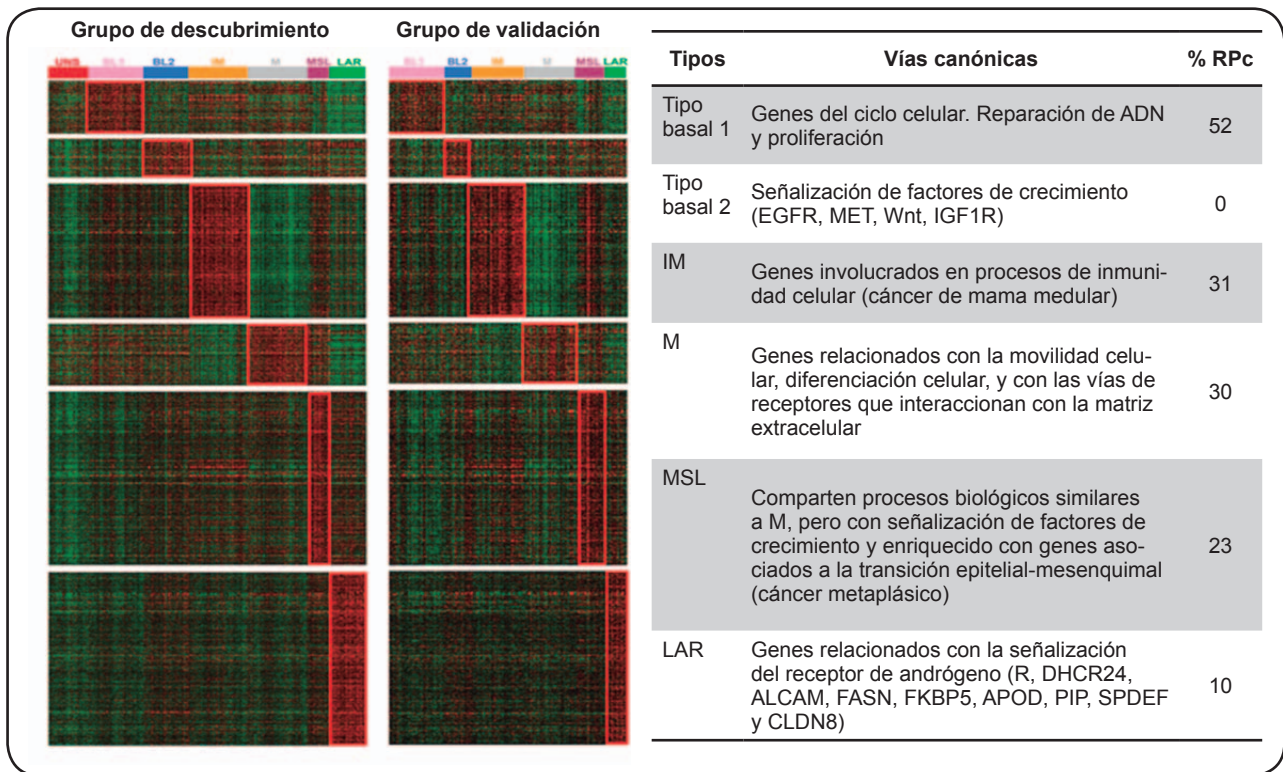 Grupo de descubrimiento
Grupo de validación
UNS BL1 BL2 IM M MSL LAR
BL1 BL2 IM M MSL LAR
Tipos Vías canónicas % RPc
Tipo
basal 1
Genes del ciclo celular. Reparación de ADN
y proliferación
52
Tipo
basal 2
Señalización de factores de crecimiento
(EGFR, MET, Wnt, IGF1R)
0
IM
Genes involucrados en procesos de inmuni-
dad celular (cáncer de mama medular)
31
M
Genes relacionados con la movilidad celu-
lar, diferenciación celular, y con las vías de
receptores que interaccionan con la matriz
extracelular
30
MSL
Comparten procesos biológicos similares
a M, pero con señalización de factores de
crecimiento y enriquecido con genes aso-
ciados a la transición epitelial-mesenquimal
(cáncer metaplásico)
23
LAR
Genes relacionados con la señalización
del receptor de andrógeno (R, DHCR24,
ALCAM, FASN, FKBP5, APOD, PIP, SPDEF
y CLDN8)
10